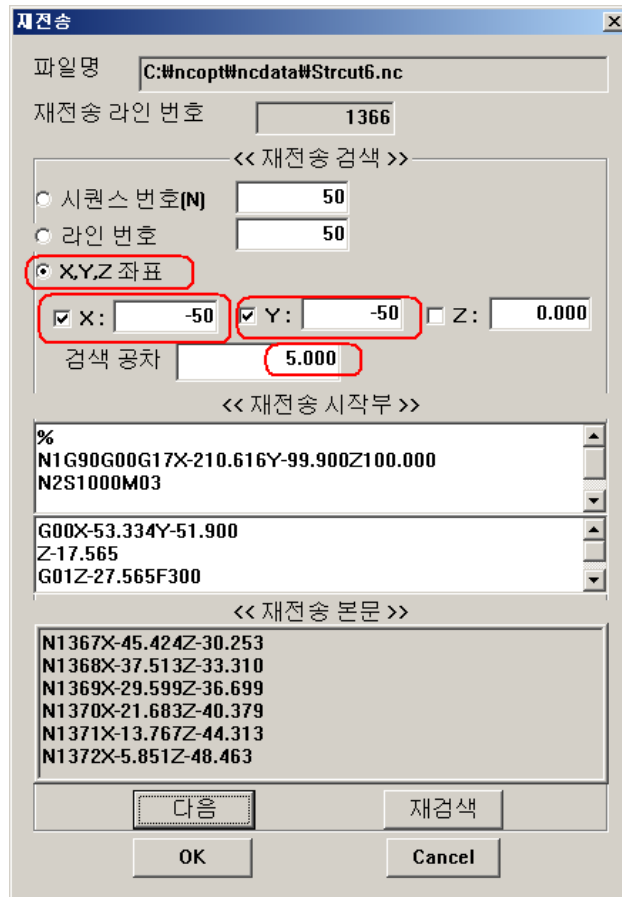 재전송
파일명 C:₩ncopt₩ncdata₩Strcut6.nc
재전송 라인 번호 1366
<< 재전송 검색 >>
시퀀스 번호(N) 50
라인 번호 50
X,Y,Z 좌표
X: -50 Y: -50 Z: 0.000
검색 공차 5.000
<< 재전송 시작부 >>
%
N1G90G00G17X-210.616Y-99.900Z100.000
N2S1000M03
G00X-53.334Y-51.900
Z-17.565
G01Z-27.565F300
<< 재전송 본문 >>
N1367X-45.424Z-30.253
N1368X-37.513Z-33.310
N1369X-29.599Z-36.699
N1370X-21.683Z-40.379
N1371X-13.767Z-44.313
N1372X-5.851Z-48.463
다음 재검색
OK Cancel